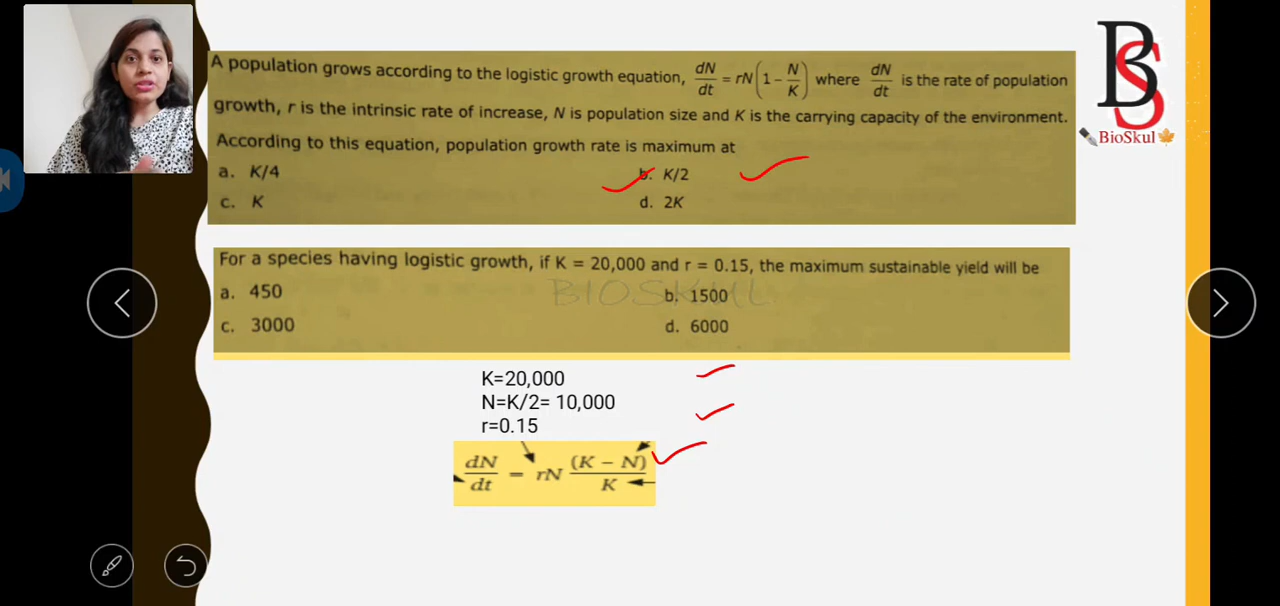 A population grows according to the logistic growth equation, dN/dt = rN(1 − N/K) where dN/dt is the rate of population
growth, r is the intrinsic rate of increase, N is population size and K is the carrying capacity of the environment.
According to this equation, population growth rate is maximum at
a. K/4 b. K/2
c. K d. 2K
BS
BioSkul
For a species having logistic growth, if K = 20,000 and r = 0.15, the maximum sustainable yield will be
BIOSKUL
a. 450 b. 1500
c. 3000 d. 6000
K=20,000
N=K/2= 10,000
r=0.15
dN/dt = rN (K − N)/K